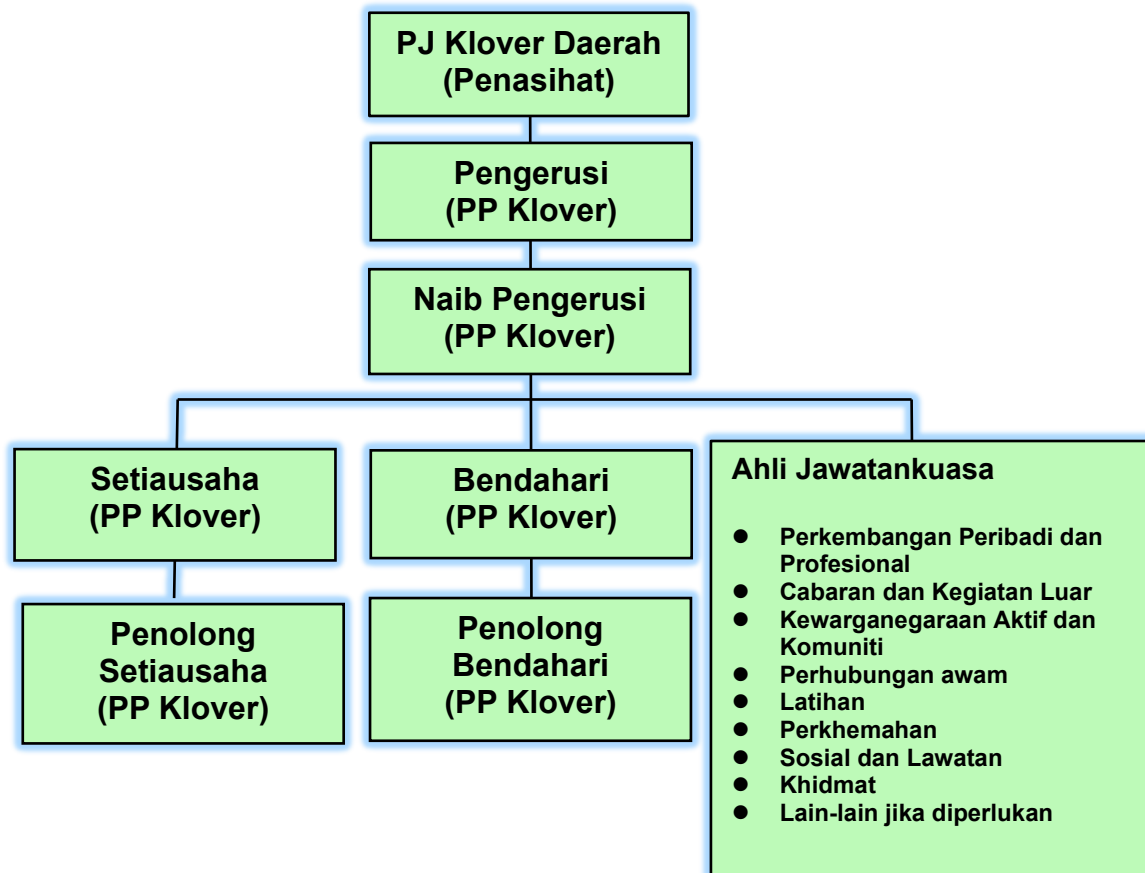 PJ Klover Daerah
(Penasihat)
Pengerusi
(PP Klover)
Naib Pengerusi
(PP Klover)
Setiausaha
(PP Klover)
Bendahari
(PP Klover)
Penolong
Setiausaha
(PP Klover)
Penolong
Bendahari
(PP Klover)
Ahli Jawatankuasa
● Perkembangan Peribadi dan
Profesional
● Cabaran dan Kegiatan Luar
● Kewarganegaraan Aktif dan
Komuniti
● Perhubungan awam
● Latihan
● Perkhemahan
● Sosial dan Lawatan
● Khidmat
● Lain-lain jika diperlukan